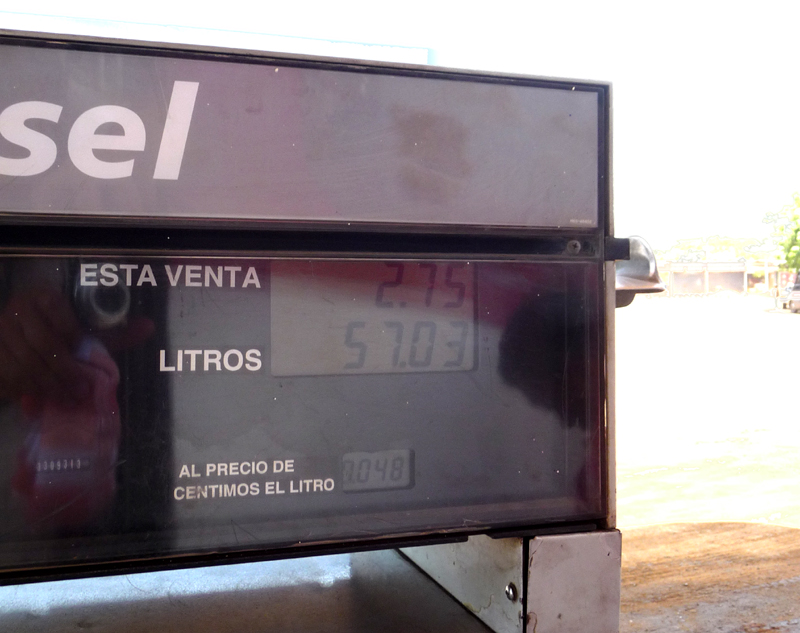 sel
ESTA VENTA 2.75
LITROS 57.03
AL PRECIO DE
CENTIMOS EL LITRO 0.048